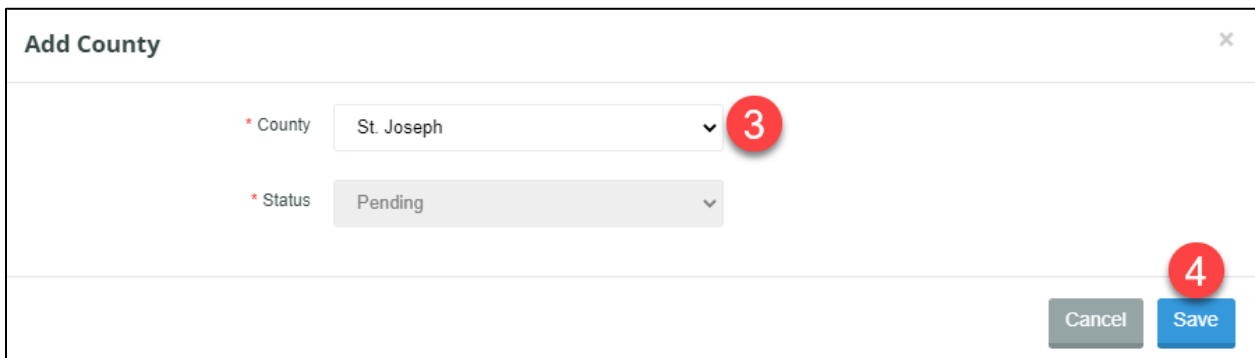 Add County ×
* County St. Joseph 3
* Status Pending
4
Cancel Save